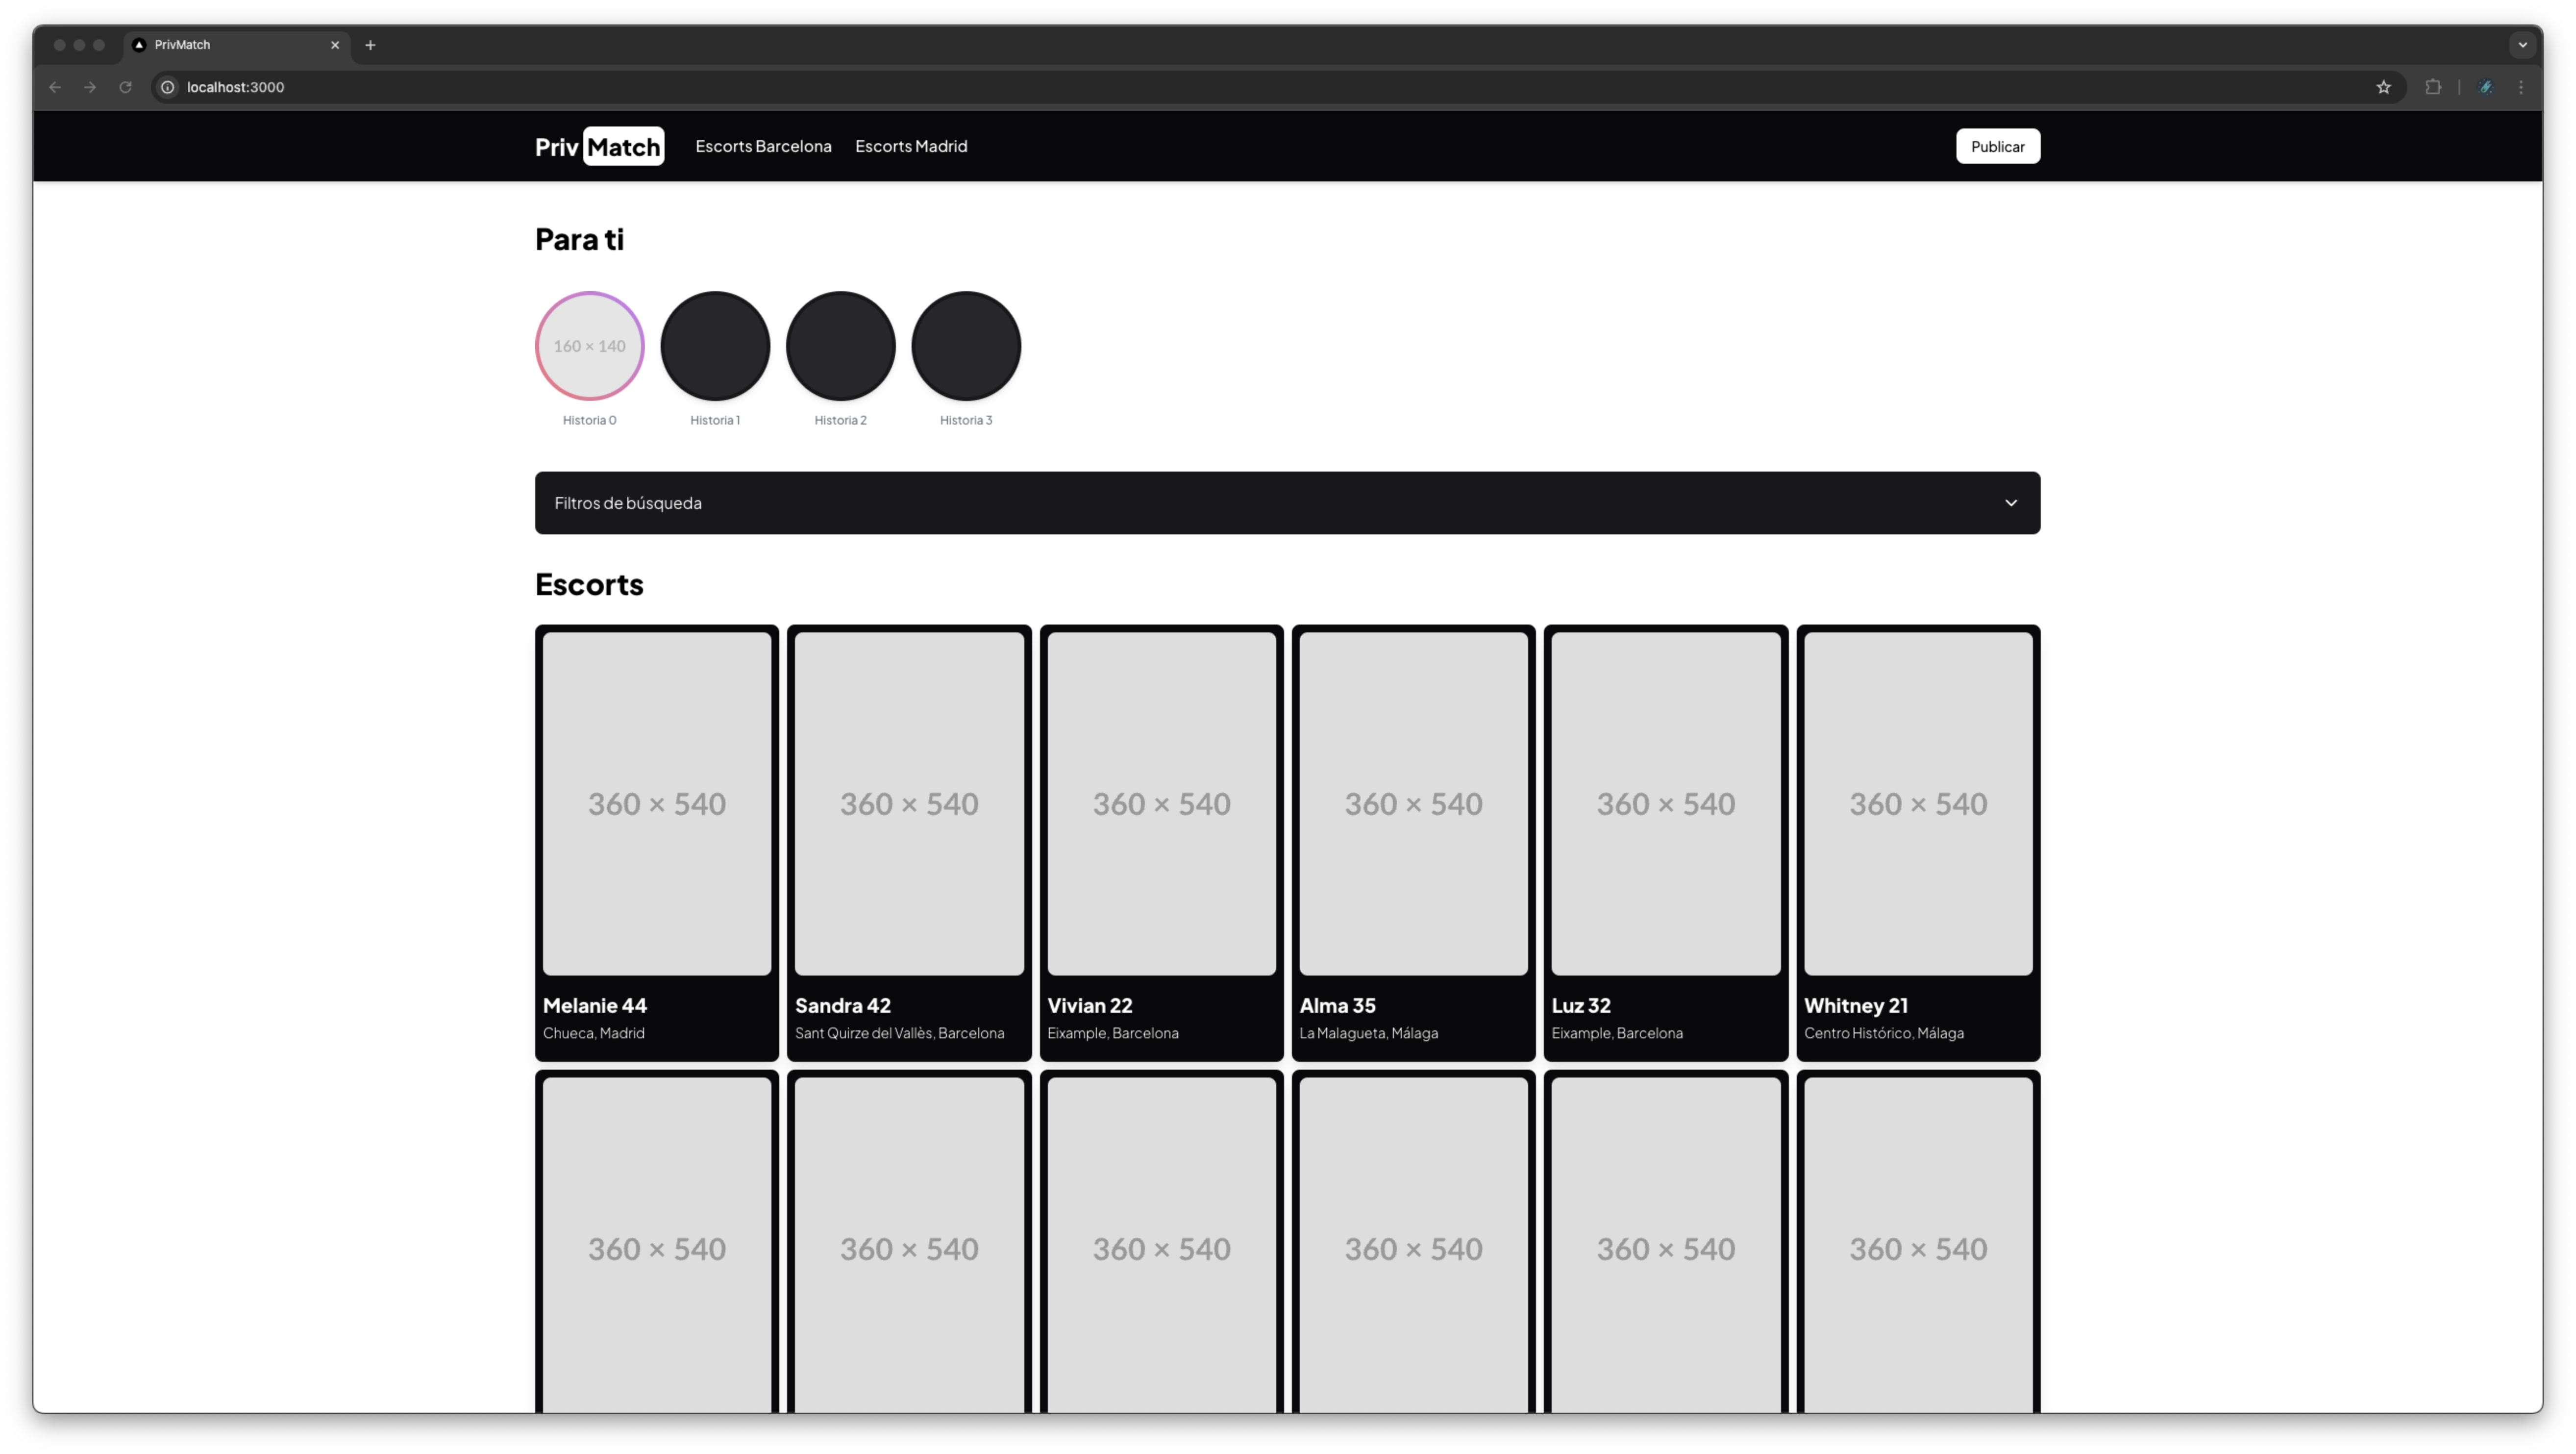 PrivMatch
localhost:3000
Priv Match
Escorts Barcelona
Escorts Madrid
Publicar
Para ti
160 × 140
Historia 0
Historia 1
Historia 2
Historia 3
Filtros de búsqueda
Escorts
360 × 540
360 × 540
360 × 540
360 × 540
360 × 540
360 × 540
Melanie 44
Chueca, Madrid
Sandra 42
Sant Quirze del Vallès, Barcelona
Vivian 22
Eixample, Barcelona
Alma 35
La Malagueta, Málaga
Luz 32
Eixample, Barcelona
Whitney 21
Centro Histórico, Málaga
360 × 540
360 × 540
360 × 540
360 × 540
360 × 540
360 × 540